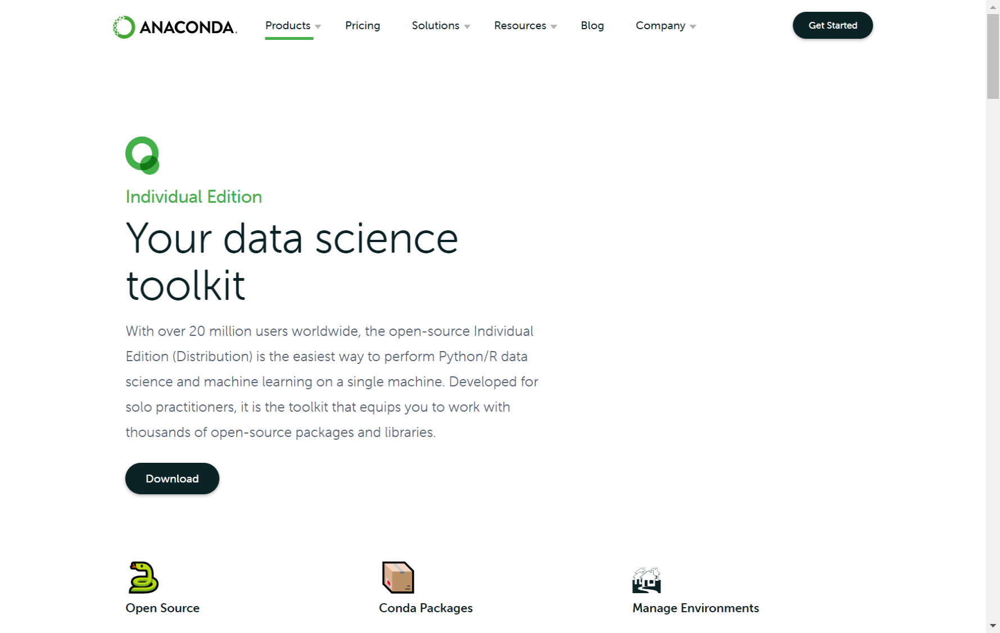 ANACONDA.
Products
Pricing
Solutions
Resources
Blog
Company
Get Started
Individual Edition
Your data science
toolkit
With over 20 million users worldwide, the open-source Individual
Edition (Distribution) is the easiest way to perform Python/R data
science and machine learning on a single machine. Developed for
solo practitioners, it is the toolkit that equips you to work with
thousands of open-source packages and libraries.
Download
Open Source
Conda Packages
Manage Environments